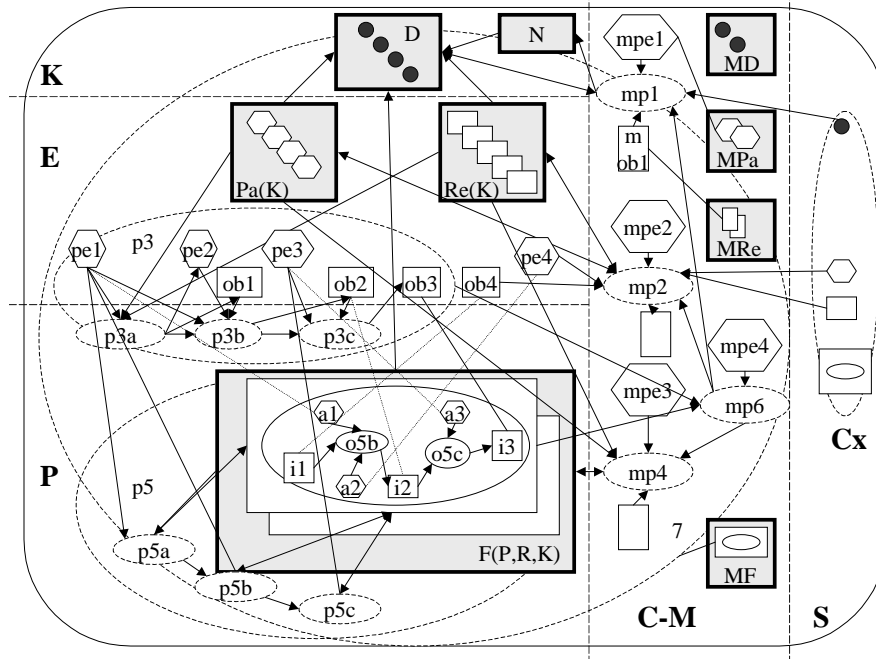 D
N
mpe1
MD
K
mp1
E
m
ob1
MPa
Pa(K)
Re(K)
MRe
mpe2
pe1
p3
pe2
pe3
pe4
ob1
ob2
ob3
ob4
mp2
p3a
p3b
p3c
mpe4
mpe3
mp6
Cx
a1
a3
o5b
o5c
i3
i1
a2
i2
mp4
P
p5
7
F(P,R,K)
p5a
p5b
p5c
MF
C-M
S